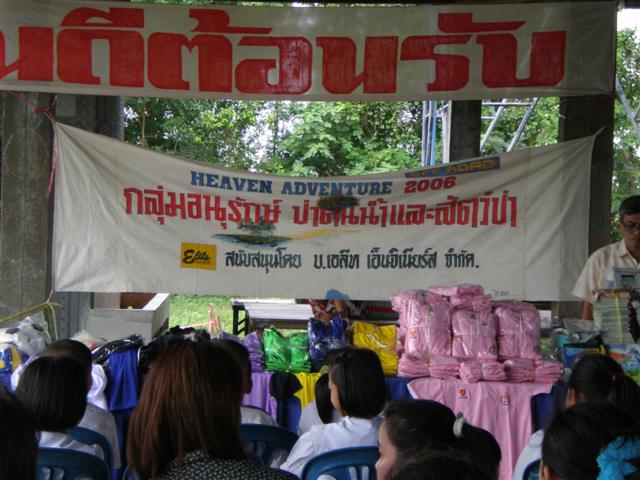 นดีต้อนรับ
OFF ROAD
HEAVEN ADVENTURE 2006
กลุ่มอนุรักษ์ ป่าต้นน้ำและสัตว์ป่า
Elite
สนับสนุนโดย บ.เอลีท เอ็นจิเนียร์ส จำกัด.